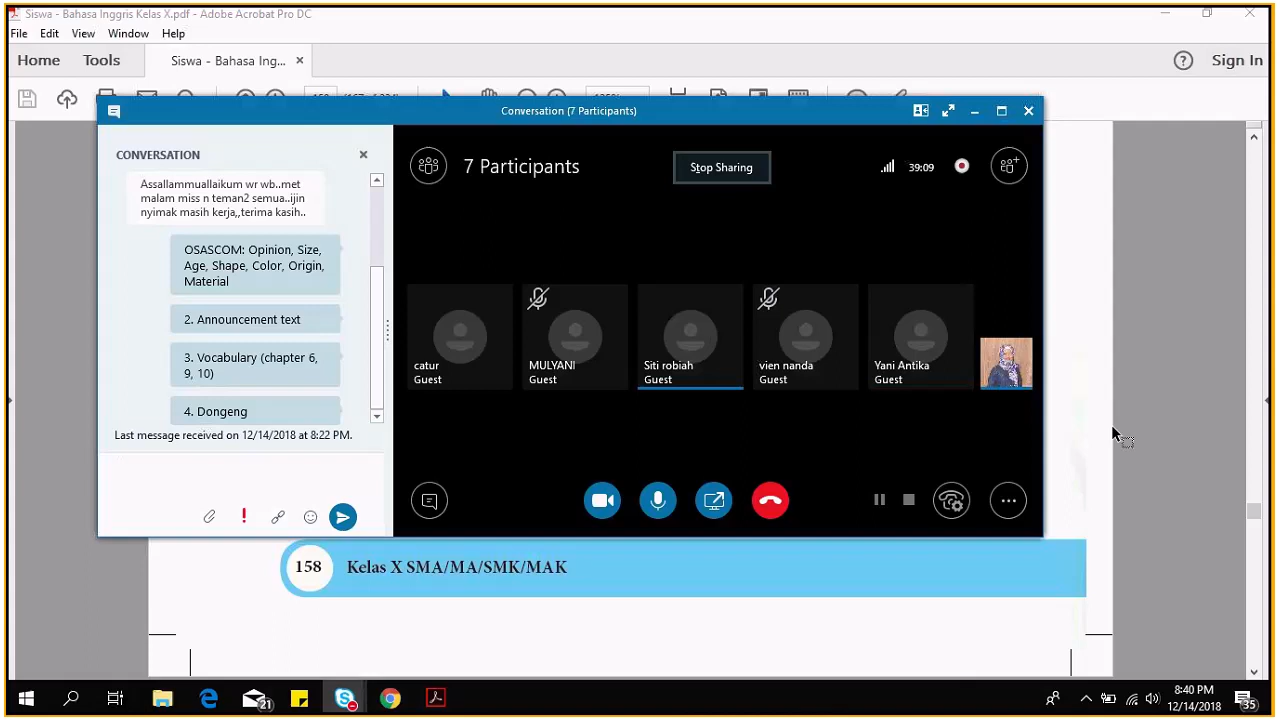 Siswa - Bahasa Inggris Kelas X.pdf - Adobe Acrobat Pro DC
File Edit View Window Help
Home Tools Siswa - Bahasa Ing... Sign In
Conversation (7 Participants)
CONVERSATION
Assallammuallaikum wr wb..met
malam miss n teman2 semua..ijin
nyimak masih kerja,,terima kasih..
OSASCOM: Opinion, Size,
Age, Shape, Color, Origin,
Material
2. Announcement text
3. Vocabulary (chapter 6,
9, 10)
4. Dongeng
Last message received on 12/14/2018 at 8:22 PM.
7 Participants
Stop Sharing
39:09
catur
Guest
MULYANI
Guest
Siti robiah
Guest
vien nanda
Guest
Yani Antika
Guest
158 Kelas X SMA/MA/SMK/MAK
21
8:40 PM
12/14/2018
35